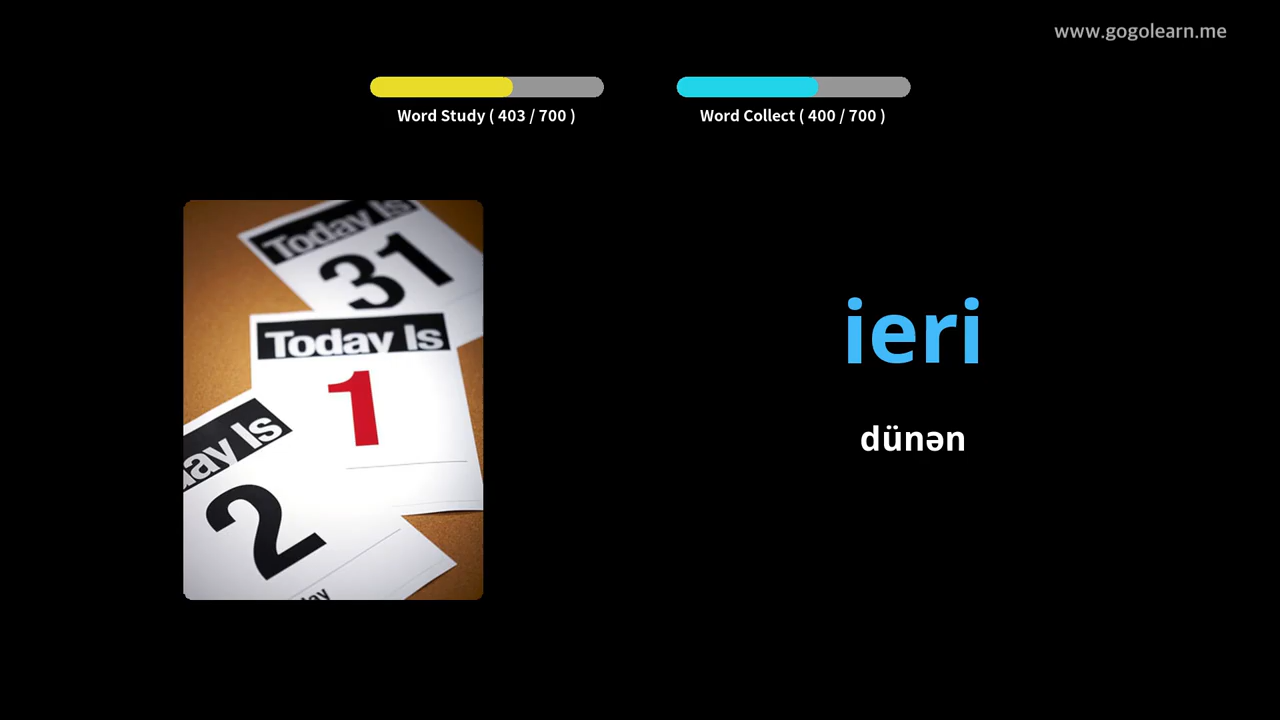 www.gogolearn.me
Word Study ( 403 / 700 )
Word Collect ( 400 / 700 )
Today Is
31
Today Is
1
ay Is
2
ay
ieri
dünən